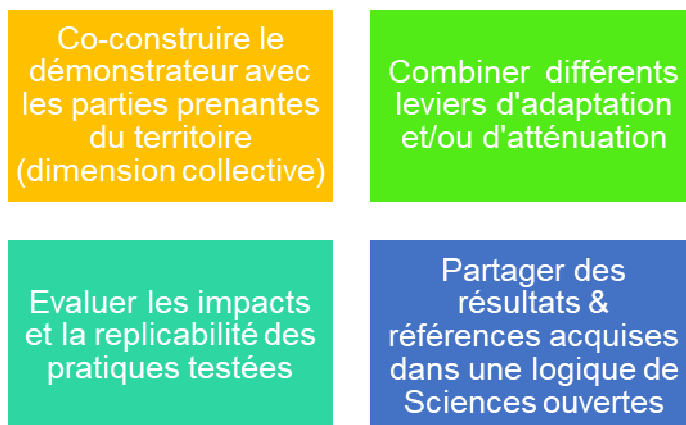 Co-construire le
démonstrateur avec
les parties prenantes
du territoire
(dimension collective)
Combiner différents
leviers d'adaptation
et/ou d'atténuation
Evaluer les impacts
et la replicabilité des
pratiques testées
Partager des
résultats &
références acquises
dans une logique de
Sciences ouvertes